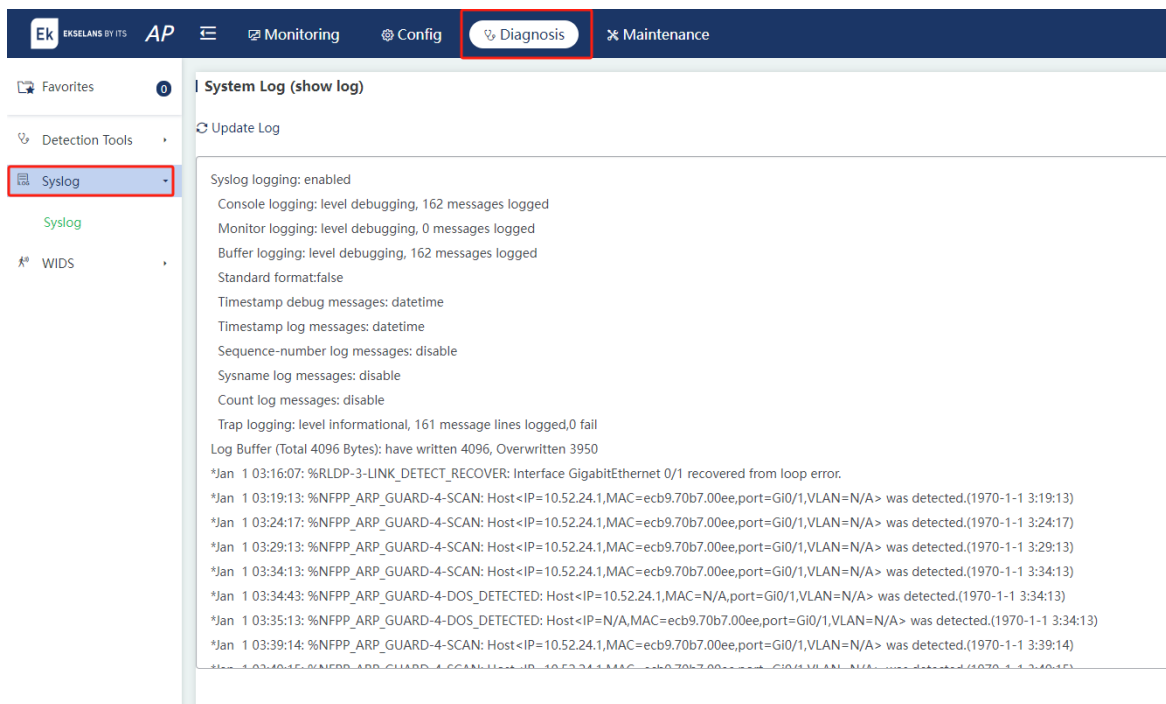 Ek EKSELANS BY ITS AP Monitoring Config Diagnosis Maintenance
Favorites 0
System Log (show log)
Detection Tools
Update Log
Syslog
Syslog
WIDS
Syslog logging: enabled
Console logging: level debugging, 162 messages logged
Monitor logging: level debugging, 0 messages logged
Buffer logging: level debugging, 162 messages logged
Standard format:false
Timestamp debug messages: datetime
Timestamp log messages: datetime
Sequence-number log messages: disable
Sysname log messages: disable
Count log messages: disable
Trap logging: level informational, 161 message lines logged,0 fail
Log Buffer (Total 4096 Bytes): have written 4096, Overwritten 3950
*Jan 1 03:16:07: %RLDP-3-LINK_DETECT_RECOVER: Interface GigabitEthernet 0/1 recovered from loop error.
*Jan 1 03:19:13: %NFPP_ARP_GUARD-4-SCAN: Host<IP=10.52.24.1,MAC=ecb9.70b7.00ee,port=Gi0/1,VLAN=N/A> was detected.(1970-1-1 3:19:13)
*Jan 1 03:24:17: %NFPP_ARP_GUARD-4-SCAN: Host<IP=10.52.24.1,MAC=ecb9.70b7.00ee,port=Gi0/1,VLAN=N/A> was detected.(1970-1-1 3:24:17)
*Jan 1 03:29:13: %NFPP_ARP_GUARD-4-SCAN: Host<IP=10.52.24.1,MAC=ecb9.70b7.00ee,port=Gi0/1,VLAN=N/A> was detected.(1970-1-1 3:29:13)
*Jan 1 03:34:13: %NFPP_ARP_GUARD-4-SCAN: Host<IP=10.52.24.1,MAC=ecb9.70b7.00ee,port=Gi0/1,VLAN=N/A> was detected.(1970-1-1 3:34:13)
*Jan 1 03:34:43: %NFPP_ARP_GUARD-4-DOS_DETECTED: Host<IP=10.52.24.1,MAC=N/A,port=Gi0/1,VLAN=N/A> was detected.(1970-1-1 3:34:13)
*Jan 1 03:35:13: %NFPP_ARP_GUARD-4-DOS_DETECTED: Host<IP=N/A,MAC=ecb9.70b7.00ee,port=Gi0/1,VLAN=N/A> was detected.(1970-1-1 3:34:13)
*Jan 1 03:39:14: %NFPP_ARP_GUARD-4-SCAN: Host<IP=10.52.24.1,MAC=ecb9.70b7.00ee,port=Gi0/1,VLAN=N/A> was detected.(1970-1-1 3:39:14)